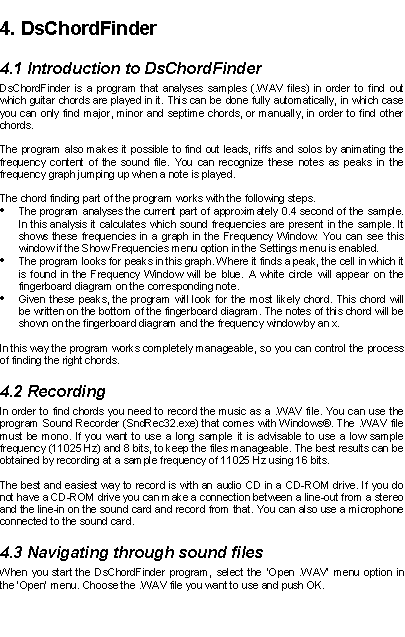 4. DsChordFinder
4.1 Introduction to DsChordFinder
DsChordFinder is a program that analyses samples (.WAV files) in order to find out
which guitar chords are played in it. This can be done fully automatically, in which case
you can only find major, minor and septime chords, or manually, in order to find other
chords.
The program also makes it possible to find out leads, riffs and solos by animating the
frequency content of the sound file. You can recognize these notes as peaks in the
frequency graph jumping up when a note is played.
The chord finding part of the program works with the following steps.
• The program analyses the current part of approximately 0.4 second of the sample.
In this analysis it calculates which sound frequencies are present in the sample. It
shows these frequencies in a graph in the Frequency Window. You can see this
window if the Show Frequencies menu option in the Settings menu is enabled.
• The program looks for peaks in this graph. Where it finds a peak, the cell in which it
is found in the Frequency Window will be blue. A white circle will appear on the
fingerboard diagram on the corresponding note.
• Given these peaks, the program will look for the most likely chord. This chord will
be written on the bottom of the fingerboard diagram. The notes of this chord will be
shown on the fingerboard diagram and the frequency window by an x.
In this way the program works completely manageable, so you can control the process
of finding the right chords.
4.2 Recording
In order to find chords you need to record the music as a .WAV file. You can use the
program Sound Recorder (SndRec32.exe) that comes with Windows®. The .WAV file
must be mono. If you want to use a long sample it is advisable to use a low sample
frequency (11025 Hz) and 8 bits, to keep the files manageable. The best results can be
obtained by recording at a sample frequency of 11025 Hz using 16 bits.
The best and easiest way to record is with an audio CD in a CD-ROM drive. If you do
not have a CD-ROM drive you can make a connection between a line-out from a stereo
and the line-in on the sound card and record from that. You can also use a microphone
connected to the sound card.
4.3 Navigating through sound files
When you start the DsChordFinder program, select the 'Open .WAV' menu option in
the 'Open' menu. Choose the .WAV file you want to use and push OK.